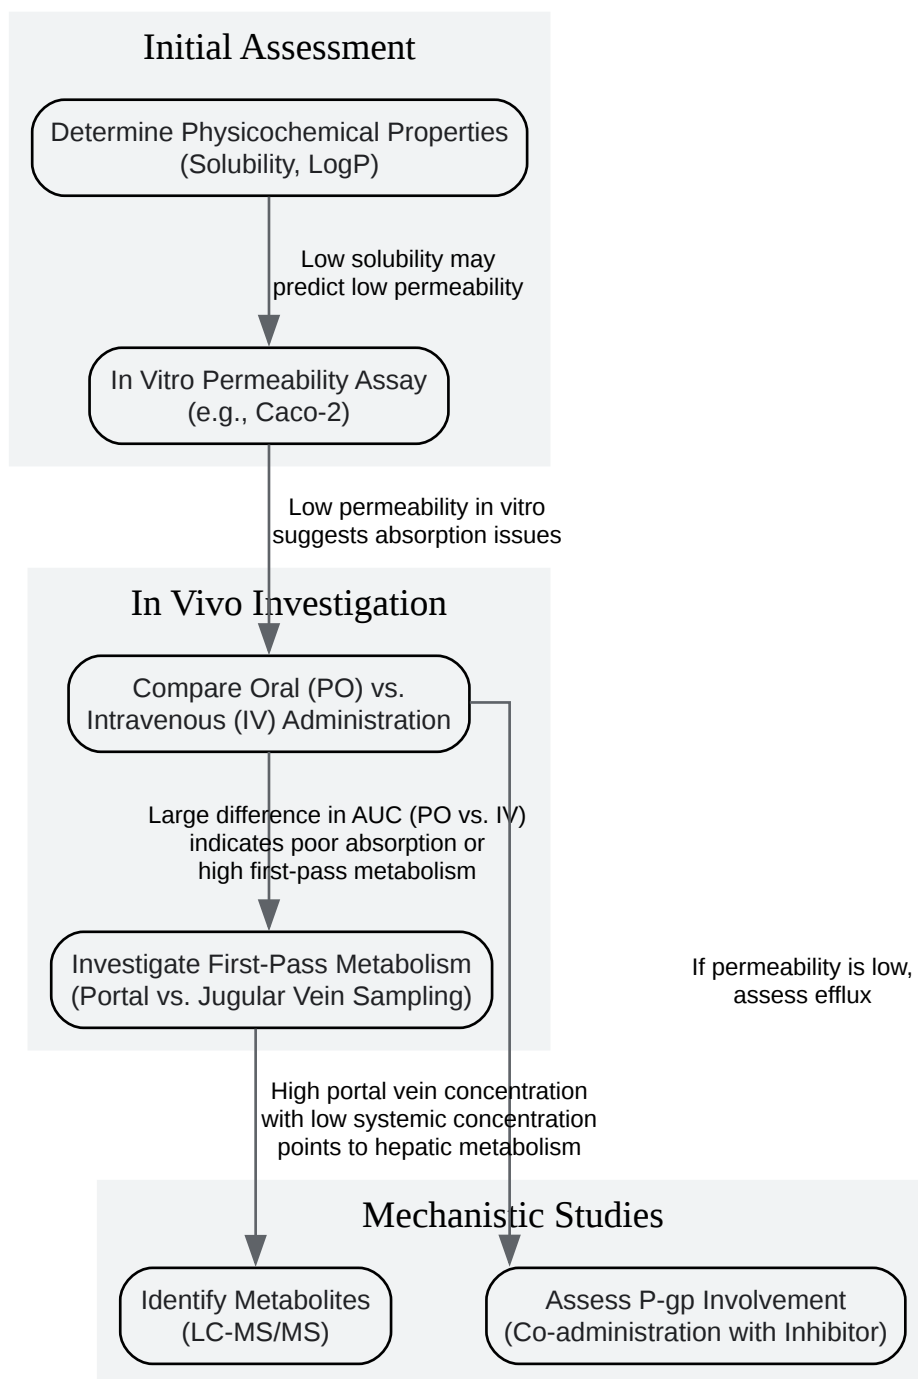 Initial Assessment
Determine Physicochemical Properties
(Solubility, LogP)
Low solubility may
predict low permeability
In Vitro Permeability Assay
(e.g., Caco-2)
Low permeability in vitro
suggests absorption issues
In Vivo Investigation
Compare Oral (PO) vs.
Intravenous (IV) Administration
Large difference in AUC (PO vs. IV)
indicates poor absorption or
high first-pass metabolism
Investigate First-Pass Metabolism
(Portal vs. Jugular Vein Sampling)
If permeability is low,
assess efflux
High portal vein concentration
with low systemic concentration
points to hepatic metabolism
Mechanistic Studies
Identify Metabolites
(LC-MS/MS)
Assess P-gp Involvement
(Co-administration with Inhibitor)